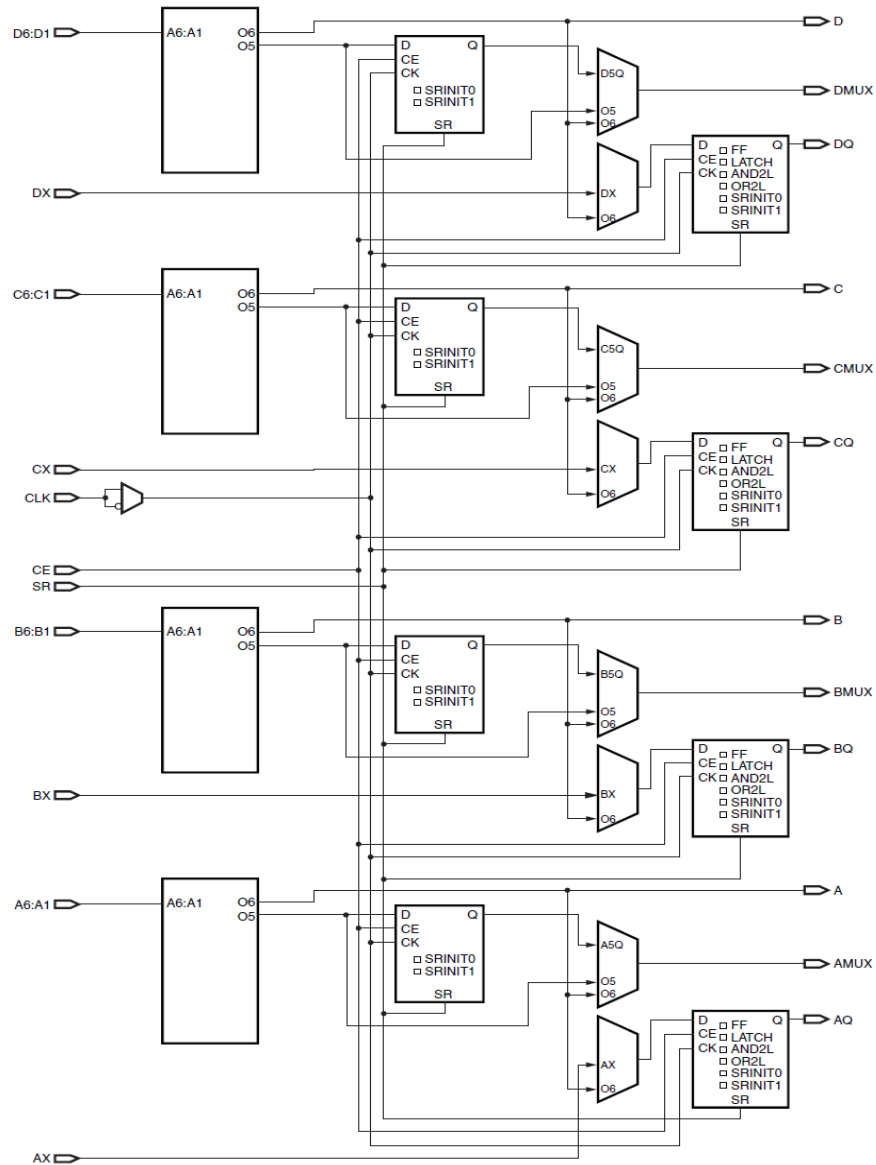 D
D6:D1
A6:A1
O6
O5
D
Q
CE
CK
SRINIT0
SRINIT1
SR
D5Q
O5
O6
DMUX
DX
DX
O6
D
Q
FF
CE
LATCH
CK
AND2L
OR2L
SRINIT0
SRINIT1
SR
DQ
C
C6:C1
A6:A1
O6
O5
D
Q
CE
CK
SRINIT0
SRINIT1
SR
C5Q
O5
O6
CMUX
CX
CX
O6
D
Q
FF
CE
LATCH
CK
AND2L
OR2L
SRINIT0
SRINIT1
SR
CQ
CLK
CE
SR
B
B6:B1
A6:A1
O6
O5
D
Q
CE
CK
SRINIT0
SRINIT1
SR
B5Q
O5
O6
BMUX
BX
BX
O6
D
Q
FF
CE
LATCH
CK
AND2L
OR2L
SRINIT0
SRINIT1
SR
BQ
A
A6:A1
A6:A1
O6
O5
D
Q
CE
CK
SRINIT0
SRINIT1
SR
A5Q
O5
O6
AMUX
AX
O6
D
Q
FF
CE
LATCH
CK
AND2L
OR2L
SRINIT0
SRINIT1
SR
AQ
AX